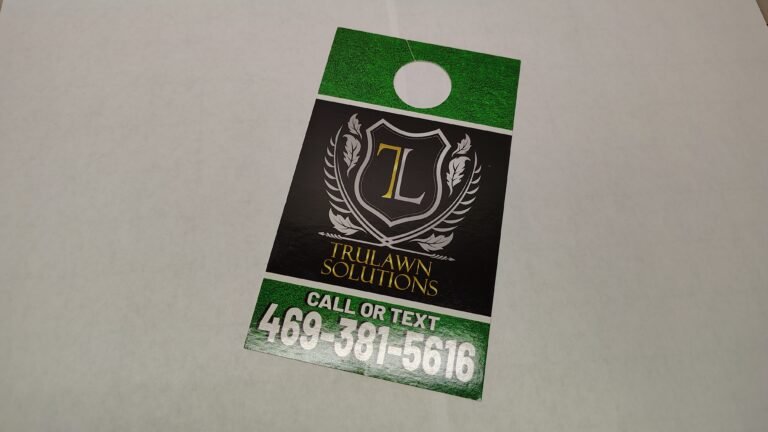 TL
TRULAWN
SOLUTIONS
CALL OR TEXT
469-381-5616